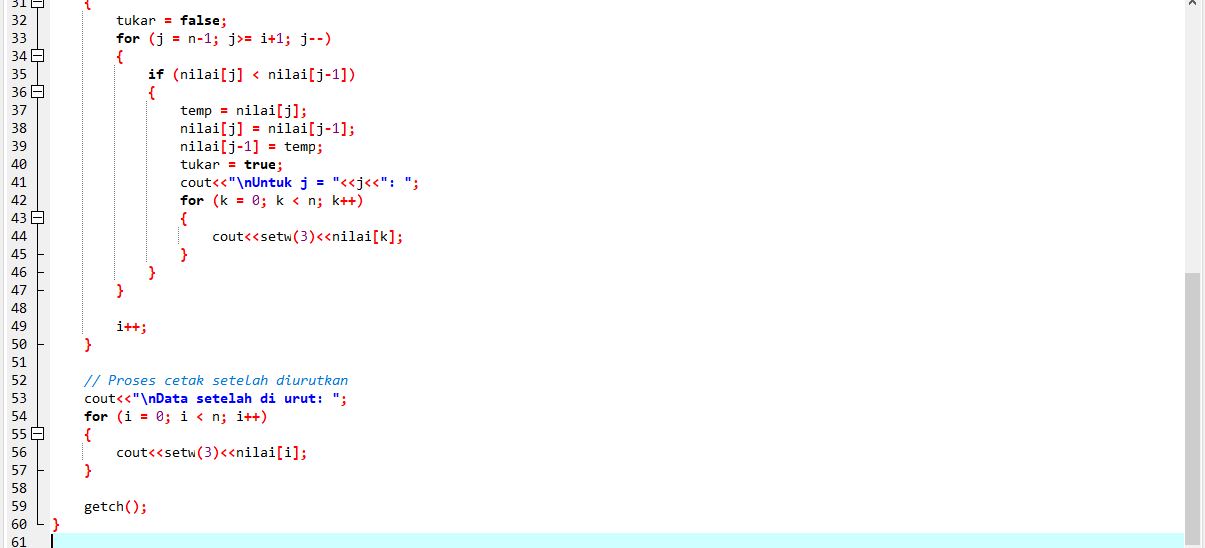 31 {
32 tukar = false;
33 for (j = n-1; j>= i+1; j--)
34 {
35 if (nilai[j] < nilai[j-1])
36 {
37 temp = nilai[j];
38 nilai[j] = nilai[j-1];
39 nilai[j-1] = temp;
40 tukar = true;
41 cout<<"\nUntuk j = "<<j<<": ";
42 for (k = 0; k < n; k++)
43 {
44 cout<<setw(3)<<nilai[k];
45 }
46 }
47 }
48
49 i++;
50 }
51
52 // Proses cetak setelah diurutkan
53 cout<<"\nData setelah di urut: ";
54 for (i = 0; i < n; i++)
55 {
56 cout<<setw(3)<<nilai[i];
57 }
58
59 getch();
60 }
61